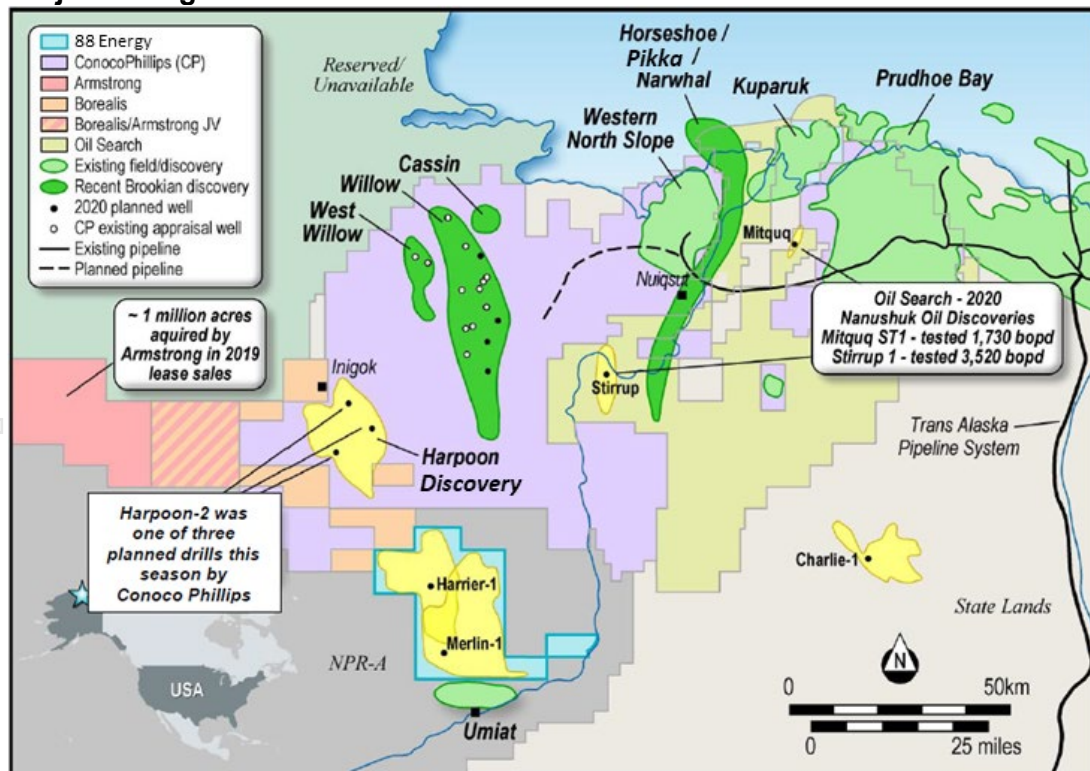 88 Energy
ConocoPhillips (CP)
Armstrong
Borealis
Borealis/Armstrong JV
Oil Search
Existing field/discovery
Recent Brookian discovery
2020 planned well
CP existing appraisal well
Existing pipeline
Planned pipeline
Reserved/
Unavailable
Horseshoe /
Pikka /
Narwhal
Kuparuk
Prudhoe Bay
Western
North Slope
Cassin
Willow
West
Willow
Mitquq
Nuiqsut
~ 1 million acres
aquired by
Armstrong in 2019
lease sales
Oil Search - 2020
Nanushuk Oil Discoveries
Mitquq ST1 - tested 1,730 bopd
Stirrup 1 - tested 3,520 bopd
Inigok
Stirrup
Trans Alaska
Pipeline System
Harpoon
Discovery
Harpoon-2 was
one of three
planned drills this
season by
Conoco Phillips
Harrier-1
Charlie-1
State Lands
Merlin-1
NPR-A
USA
Umiat
N
0 50km
0 25 miles